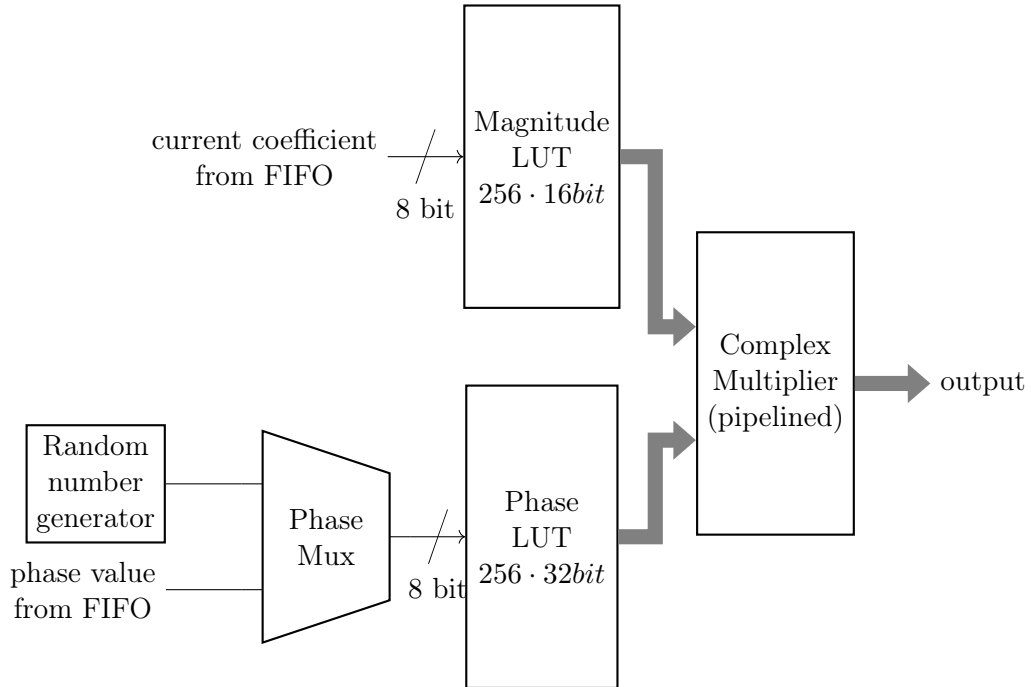 current coefficient
from FIFO
8 bit
Magnitude
LUT
256 · 16bit
Complex
Multiplier
(pipelined)
output
Random
number
generator
phase value
from FIFO
Phase
Mux
8 bit
Phase
LUT
256 · 32bit